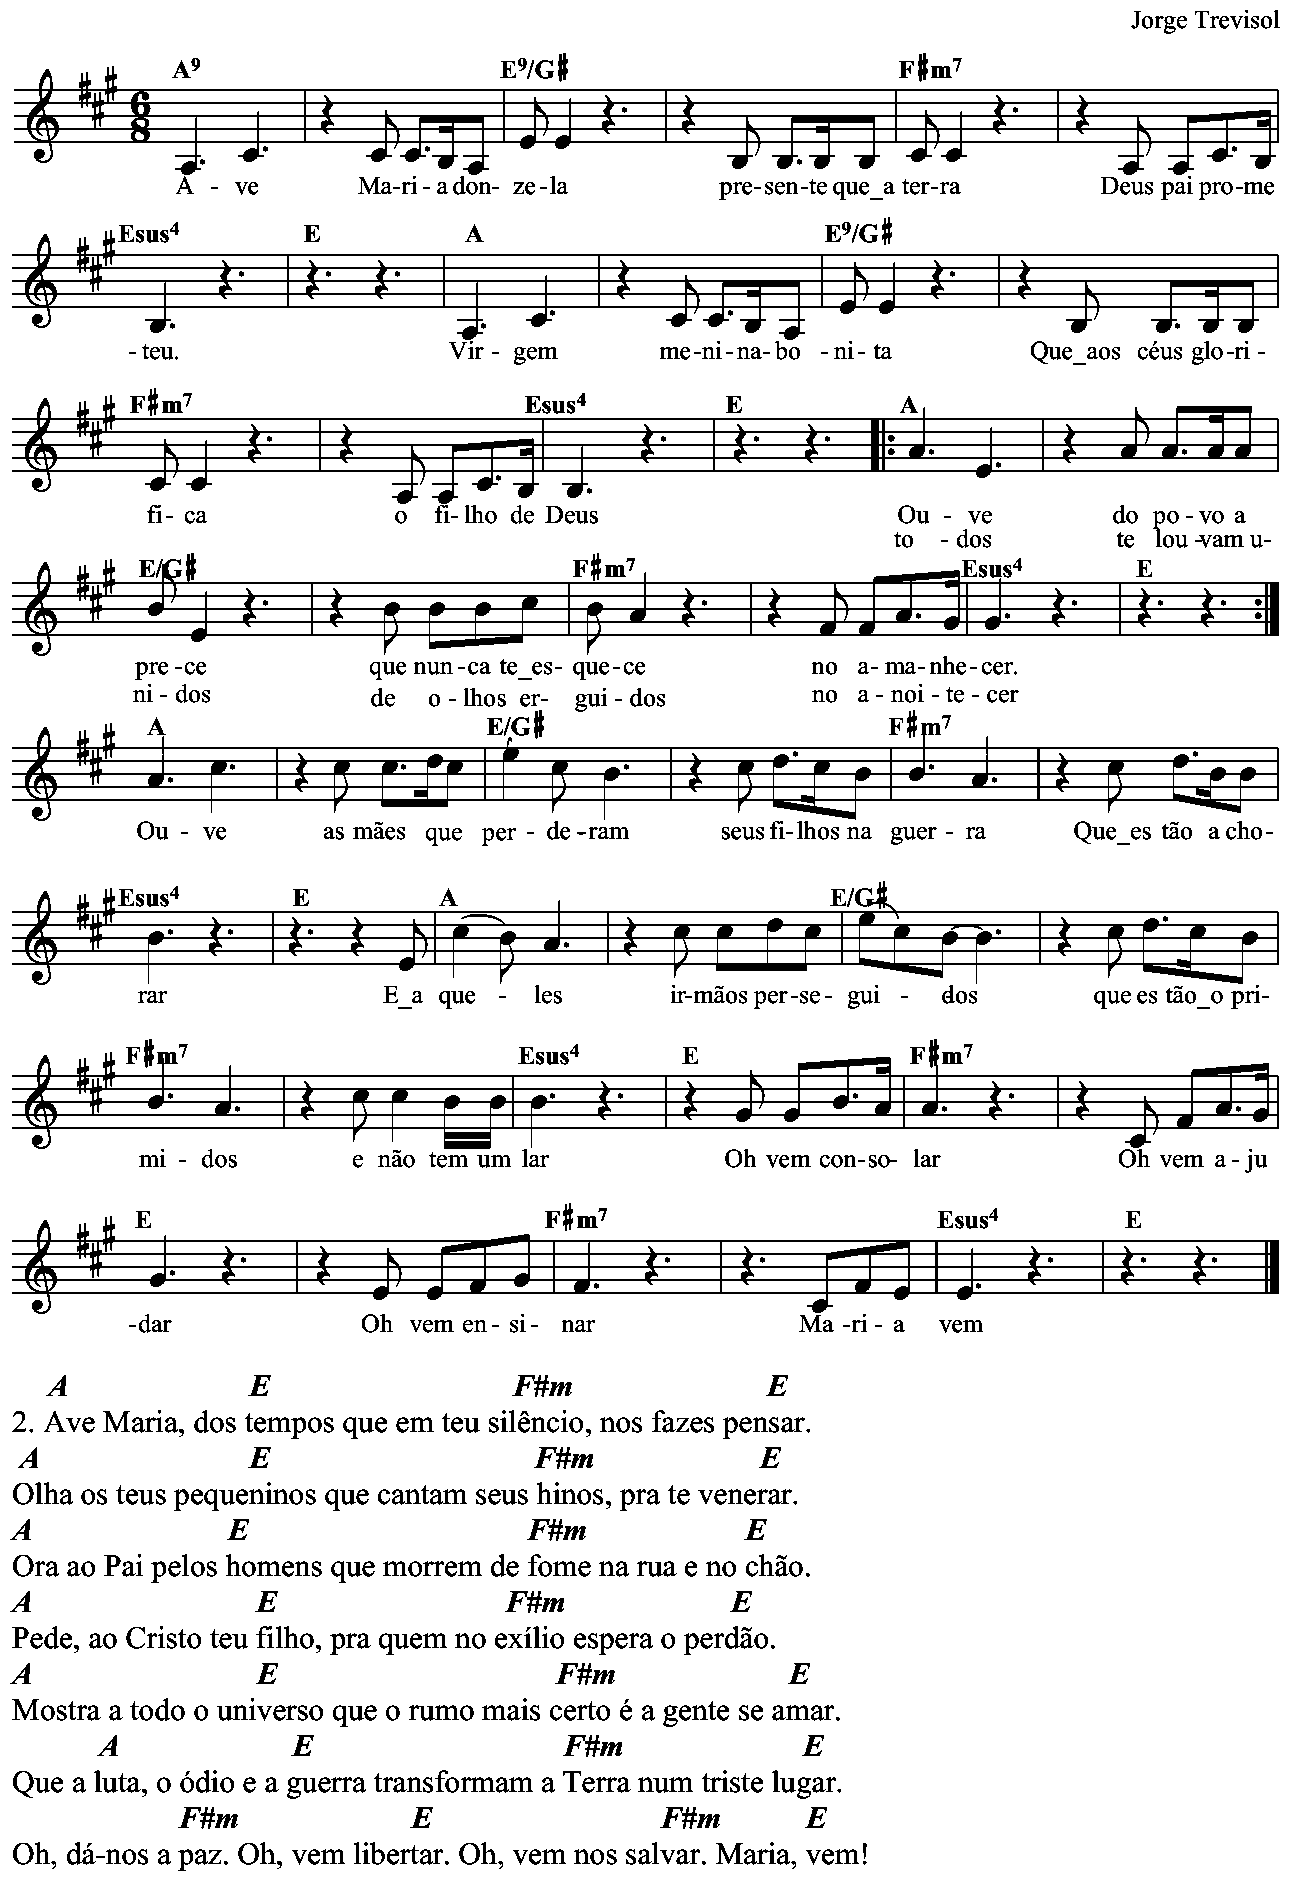 Jorge Trevisol
A9 E9/G# F#m7
6
8
A - ve Ma-ri-a don- ze-la pre-sen-te que_a ter-ra Deus pai pro-me
Esus4 E A E9/G#
-teu. Vir- gem me-ni-na-bo -ni-ta Que_aos céus glo-ri-
F#m7 Esus4 E A
fi-ca o fi-lho de Deus Ou - ve do po-vo a
to - dos te lou-vam u-
E/G# F#m7 Esus4 E
pre-ce que nun-ca te_es-que-ce no a-ma-nhe-cer.
ni-dos de o-lhos er- gui-dos no a-noi-te-cer
A E/G# F#m7
Ou - ve as mães que per-de-ram seus fi-lhos na guer - ra Que_es tão a cho-
Esus4 E A E/G#
rar E_a que - les ir-mãos per-se- gui - dos que es tão_o pri-
F#m7 Esus4 E F#m7
mi - dos e não tem um lar Oh vem con-so- lar Oh vem a-ju
E F#m7 Esus4 E
-dar Oh vem en-si- nar Ma-ri-a vem
A E F#m E
2. Ave Maria, dos tempos que em teu silêncio, nos fazes pensar.
A E F#m E
Olha os teus pequeninos que cantam seus hinos, pra te venerar.
A E F#m E
Ora ao Pai pelos homens que morrem de fome na rua e no chão.
A E F#m E
Pede, ao Cristo teu filho, pra quem no exílio espera o perdão.
A E F#m E
Mostra a todo o universo que o rumo mais certo é a gente se amar.
A E F#m E
Que a luta, o ódio e a guerra transformam a Terra num triste lugar.
F#m E F#m E
Oh, dá-nos a paz. Oh, vem libertar. Oh, vem nos salvar. Maria, vem!